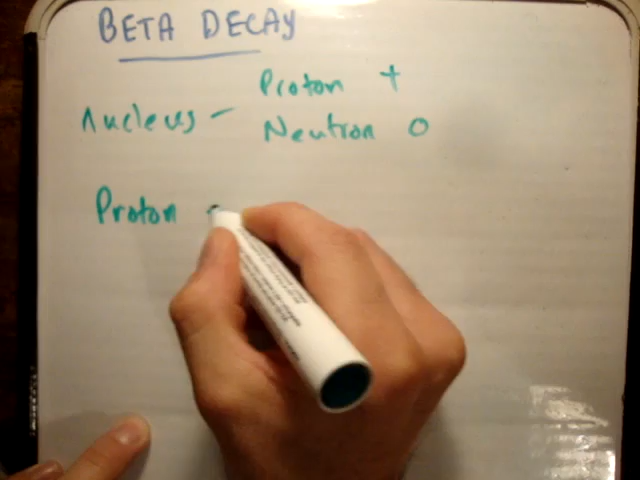 BETA DECAY
Proton +
nucleus -
Neutron 0
Proton